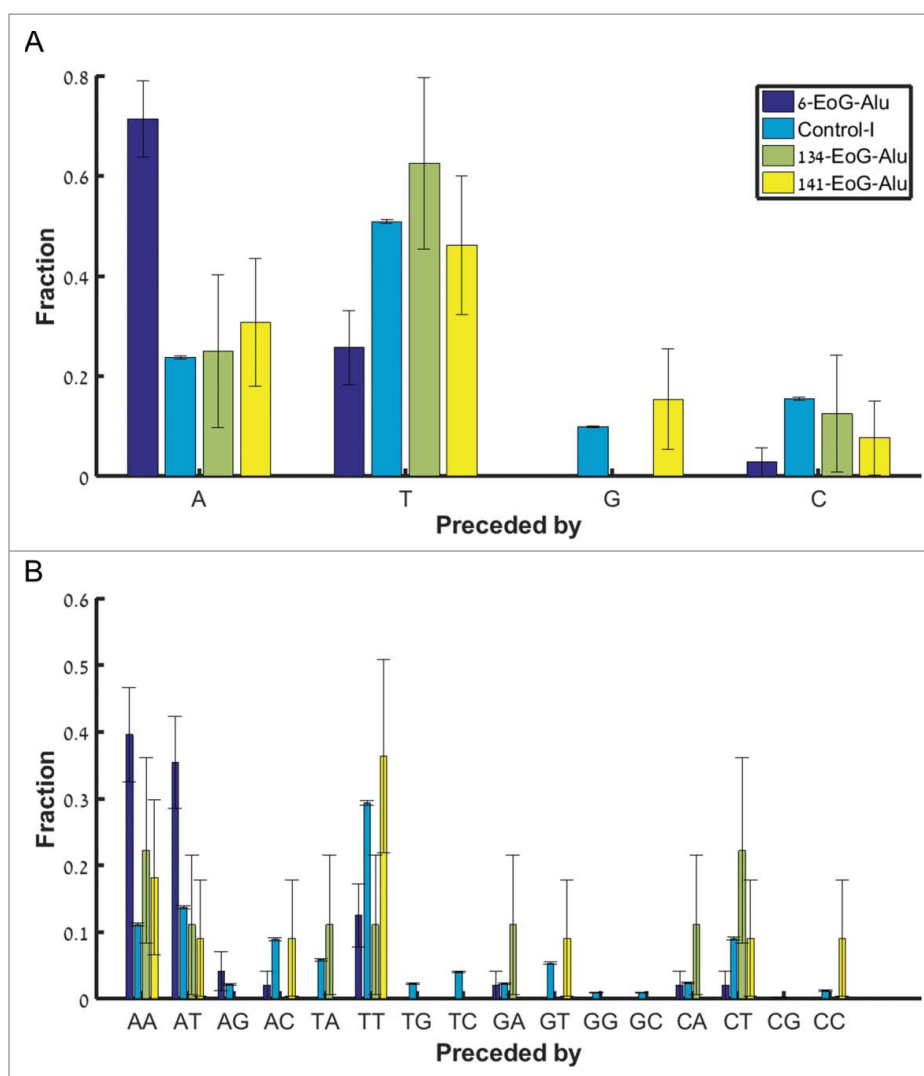 A
0.8
0.6
0.4
0.2
0
Fraction
6-EoG-Alu
Control-I
134-EoG-Alu
141-EoG-Alu
A T G C
Preceded by
B
0.6
0.5
0.4
0.3
0.2
0.1
0
Fraction
AA AT AG AC TA TT TG TC GA GT GG GC CA CT CG CC
Preceded by